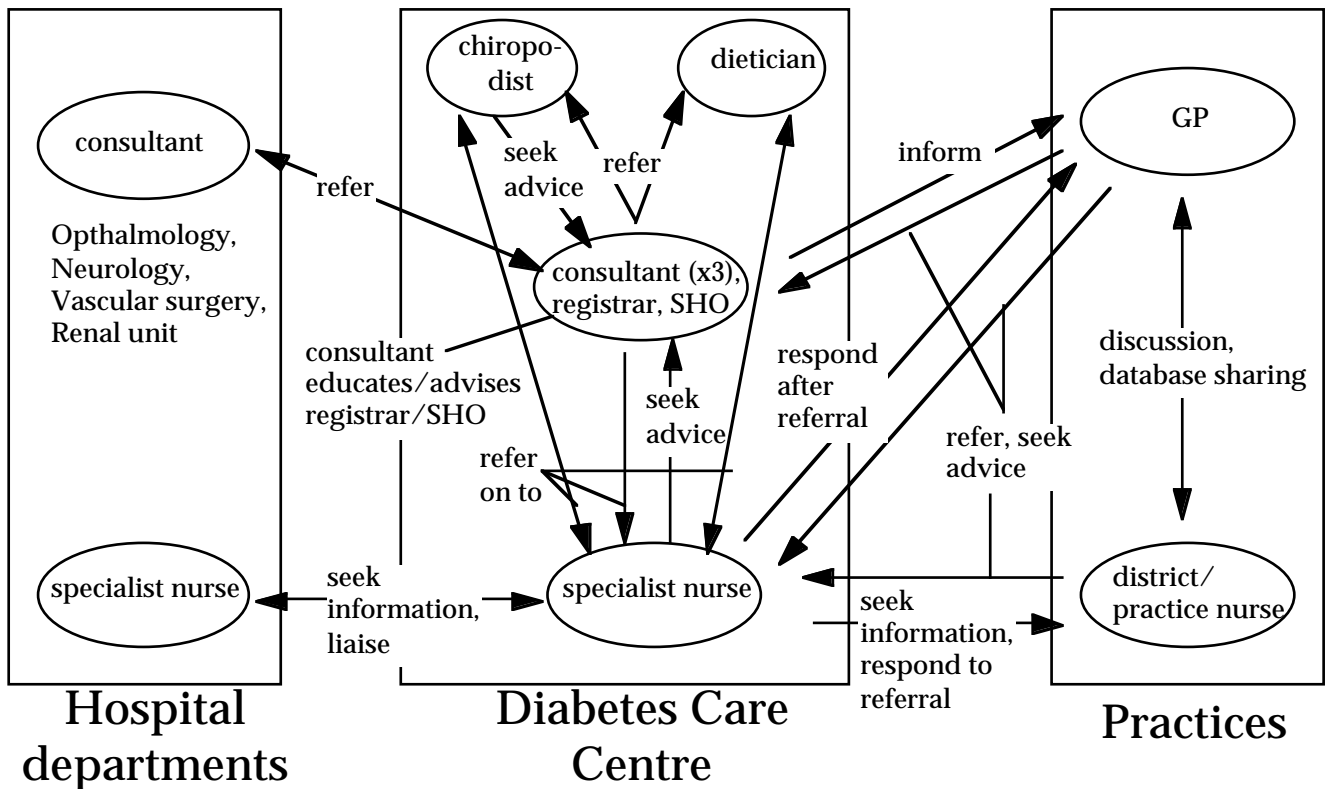 consultant
Opthalmology,
Neurology,
Vascular surgery,
Renal unit
specialist nurse
Hospital
departments
refer
seek
information,
liaise
chiropo-
dist
dietician
seek
advice
refer
consultant (x3),
registrar, SHO
consultant
educates/advises
registrar/SHO
seek
advice
refer
on to
specialist nurse
Diabetes Care
Centre
inform
respond
after
referral
refer, seek
advice
seek
information,
respond to
referral
GP
discussion,
database sharing
district/
practice nurse
Practices